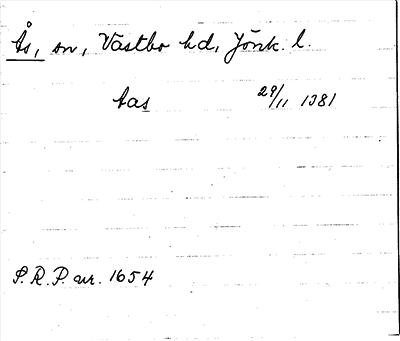 Ås, sn, Västbo hd, Jönk. l.
Aas 29/11 1381
S.R.P. nr. 1654